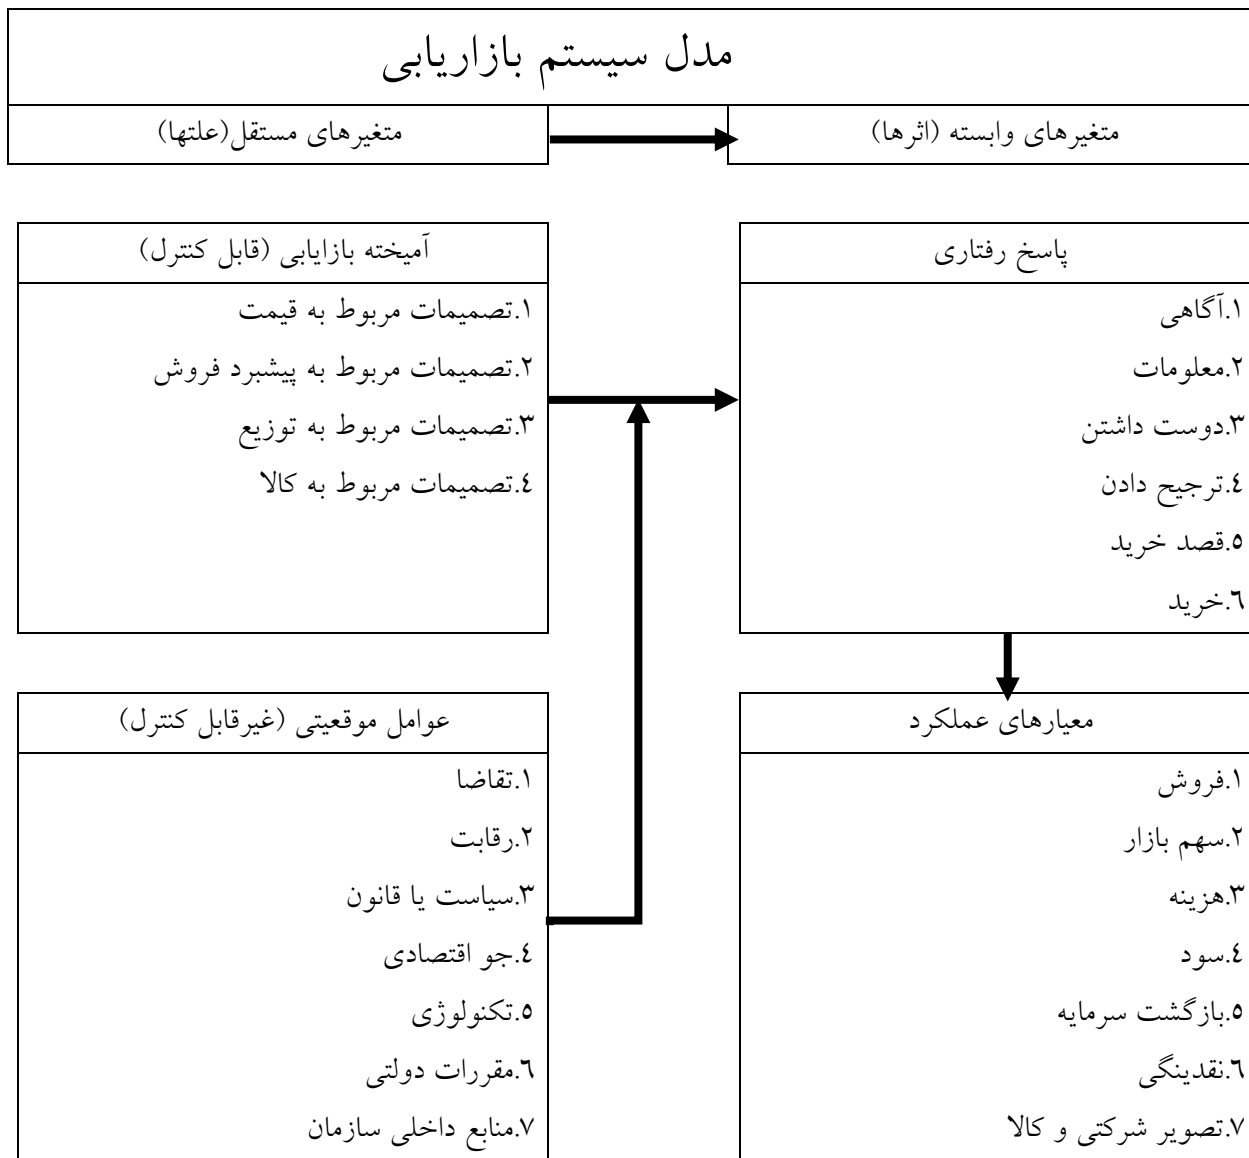 مدل سیستم بازاریابی
متغیرهای وابسته (اثرها)
متغیرهای مستقل(علتها)
پاسخ رفتاری
۱.آگاهی
۲.معلومات
۳.دوست داشتن
٤.ترجیح دادن
٥.قصد خرید
٦.خرید
آمیخته بازایابی (قابل کنترل)
۱.تصمیمات مربوط به قیمت
۲.تصمیمات مربوط به پیشبرد فروش
۳.تصمیمات مربوط به توزیع
٤.تصمیمات مربوط به کالا
معیارهای عملکرد
۱.فروش
۲.سهم بازار
۳.هزینه
٤.سود
٥.بازگشت سرمایه
٦.نقدینگی
۷.تصویر شرکتی و کالا
عوامل موقعیتی (غیرقابل کنترل)
۱.تقاضا
۲.رقابت
۳.سیاست یا قانون
٤.جو اقتصادی
٥.تکنولوژی
٦.مقررات دولتی
۷.منابع داخلی سازمان